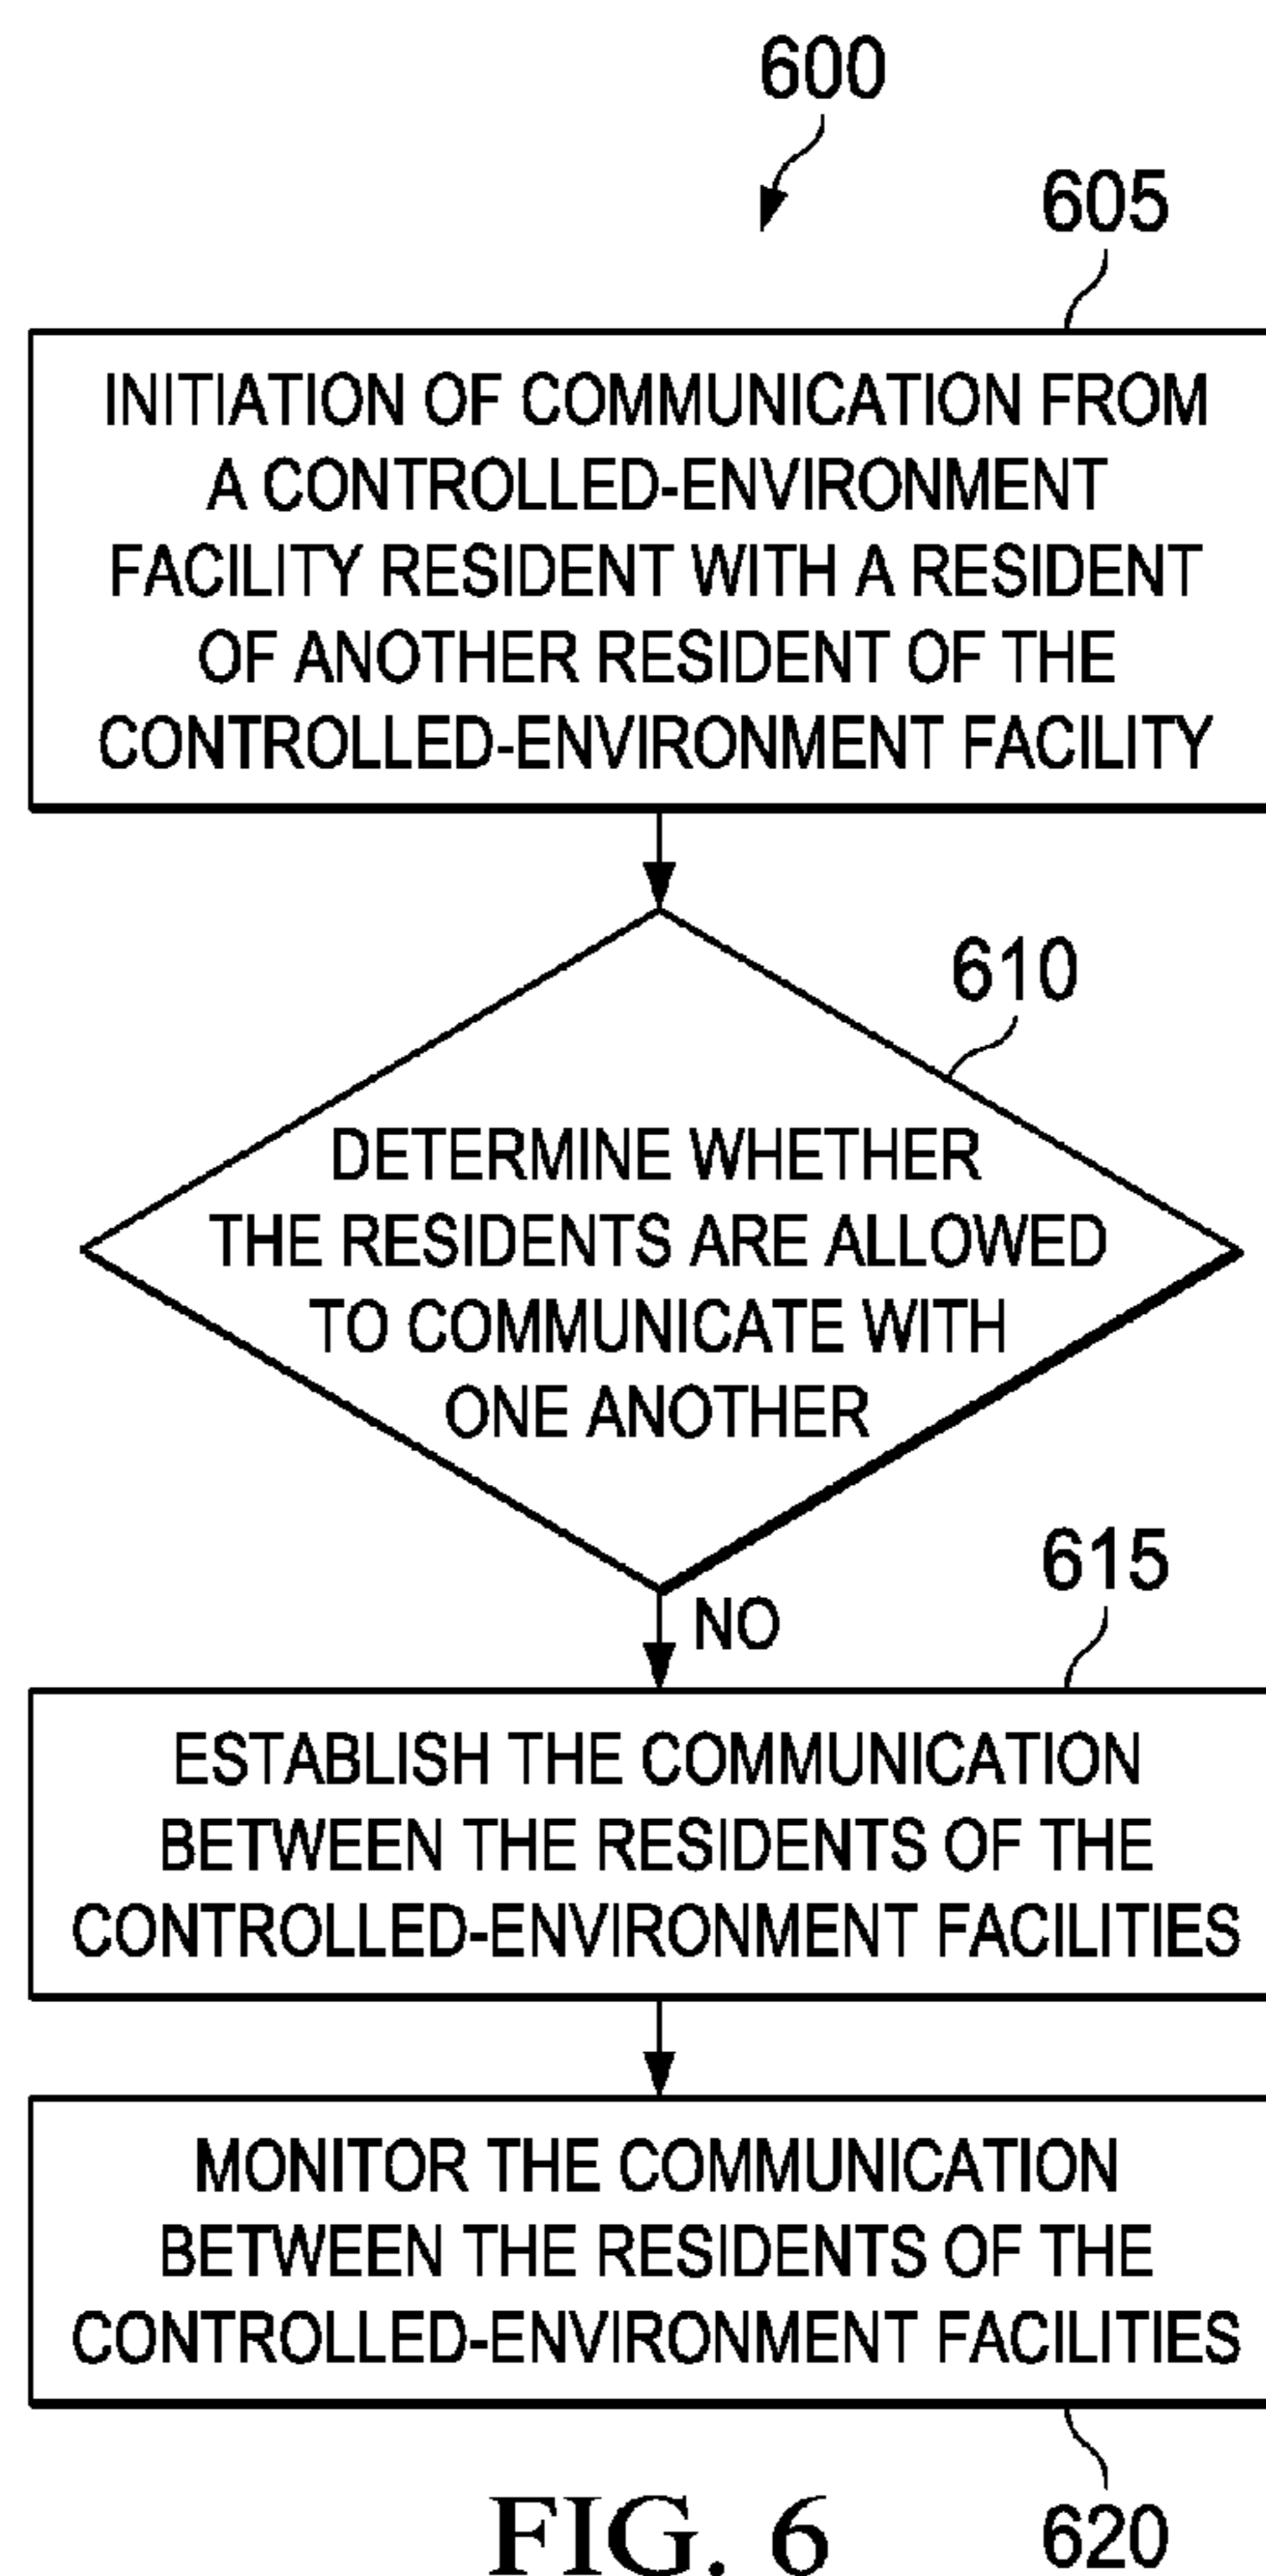 600
605
INITIATION OF COMMUNICATION FROM
A CONTROLLED-ENVIRONMENT
FACILITY RESIDENT WITH A RESIDENT
OF ANOTHER RESIDENT OF THE
CONTROLLED-ENVIRONMENT FACILITY
610
DETERMINE WHETHER
THE RESIDENTS ARE ALLOWED
TO COMMUNICATE WITH
ONE ANOTHER
NO
615
ESTABLISH THE COMMUNICATION
BETWEEN THE RESIDENTS OF THE
CONTROLLED-ENVIRONMENT FACILITIES
MONITOR THE COMMUNICATION
BETWEEN THE RESIDENTS OF THE
CONTROLLED-ENVIRONMENT FACILITIES
620
FIG. 6